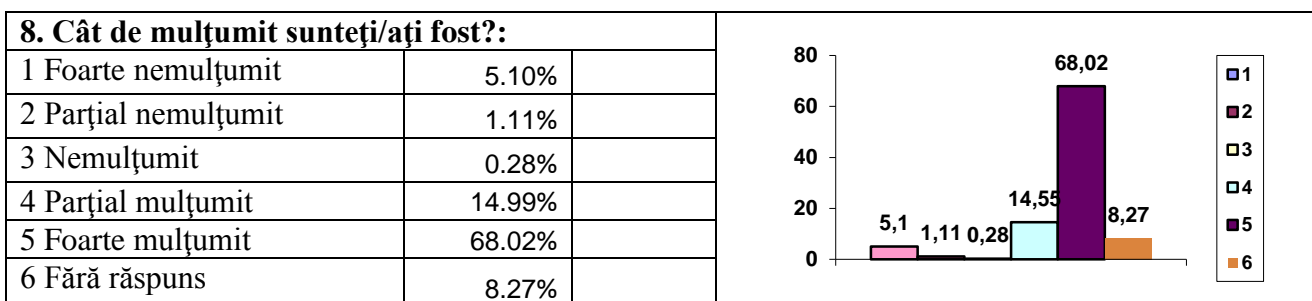 8. Cât de mulţumit sunteţi/aţi fost?:
1 Foarte nemulţumit 5.10%
2 Parţial nemulţumit 1.11%
3 Nemulţumit 0.28%
4 Parţial mulţumit 14.99%
5 Foarte mulţumit 68.02%
6 Fără răspuns 8.27%
80
60
40
20
0
5,1
1,11
0,28
14,55
68,02
8,27
1
2
3
4
5
6